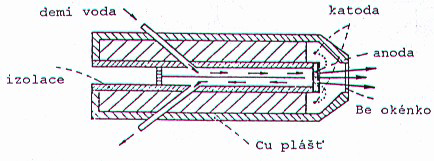 demi voda
katoda
anoda
izolace
Be okénko
Cu plášť